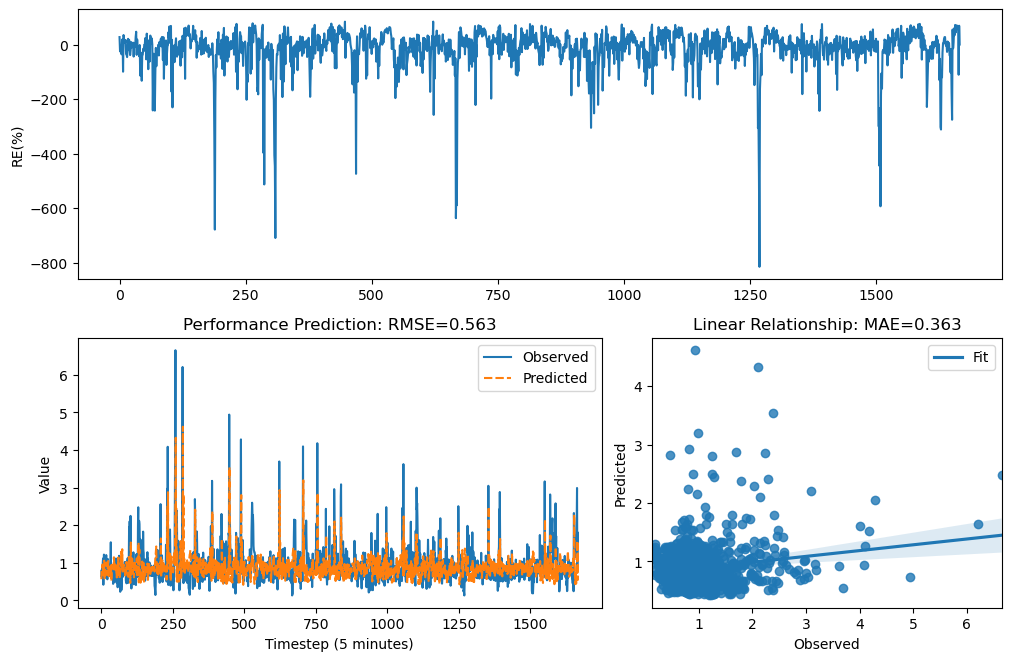 RE(%)
0
−200
−400
−600
−800
0 250 500 750 1000 1250 1500
Performance Prediction: RMSE=0.563
Value
6
5
4
3
2
1
0
Observed
Predicted
0 250 500 750 1000 1250 1500
Timestep (5 minutes)
Linear Relationship: MAE=0.363
Predicted
4
3
2
1
Fit
1 2 3 4 5 6
Observed